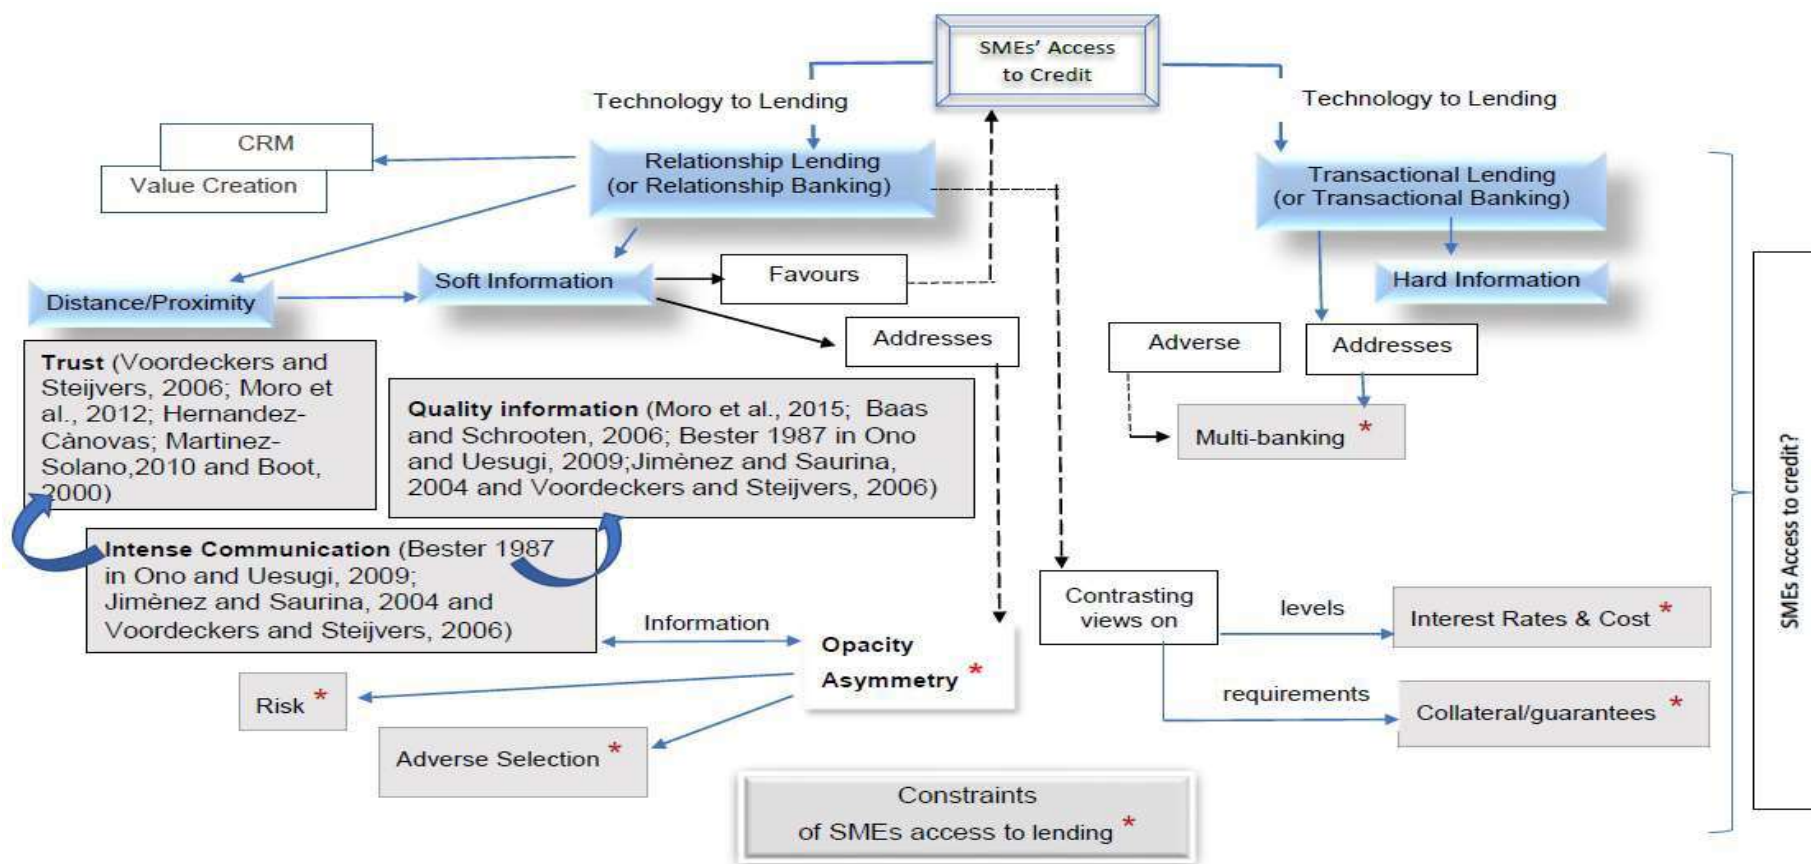 SMEs' Access
to Credit
Technology to Lending
Technology to Lending
CRM
Value Creation
Relationship Lending
(or Relationship Banking)
Transactional Lending
(or Transactional Banking)
Distance/Proximity
Soft Information
Favours
Hard Information
Addresses
Adverse
Addresses
Multi-banking *
Trust (Voordeckers and
Steijvers, 2006; Moro et
al., 2012; Hernandez-
Cànovas; Martinez-
Solano,2010 and Boot,
2000)
Quality information (Moro et al., 2015; Baas
and Schrooten, 2006; Bester 1987 in Ono
and Uesugi, 2009;Jimènez and Saurina,
2004 and Voordeckers and Steijvers, 2006)
Intense Communication (Bester 1987
in Ono and Uesugi, 2009;
Jimènez and Saurina, 2004 and
Voordeckers and Steijvers, 2006)
Information
Opacity
Asymmetry *
Risk *
Adverse Selection *
Contrasting
views on
levels
Interest Rates & Cost *
requirements
Collateral/guarantees *
Constraints
of SMEs access to lending *
SMEs Access to credit?